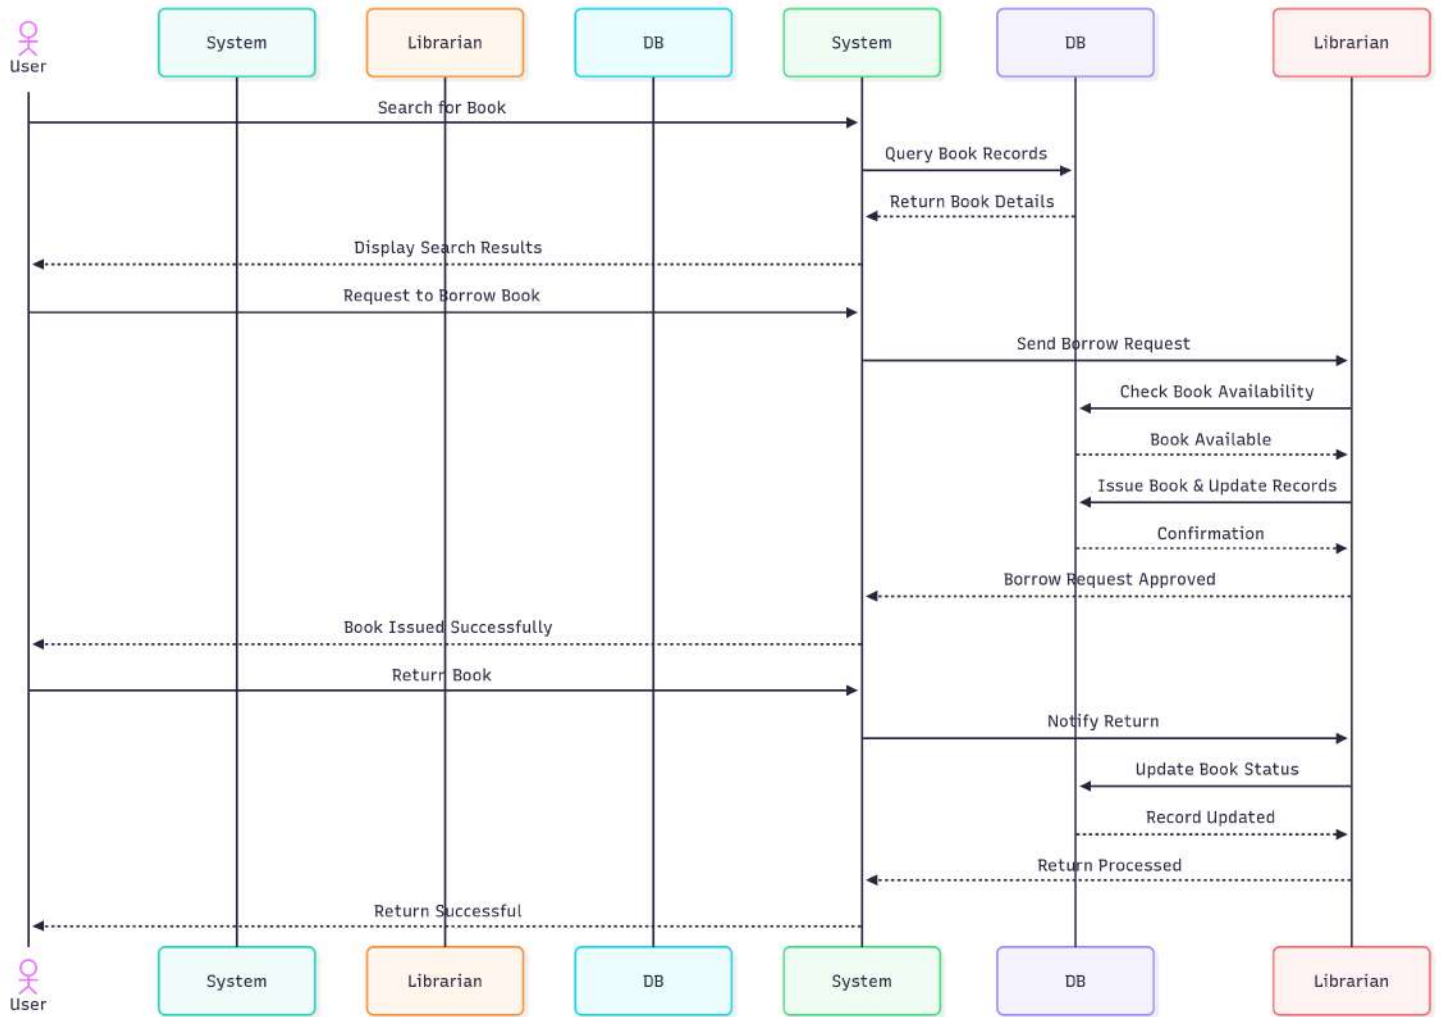 User
System
Librarian
DB
System
DB
Librarian
Search for Book
Query Book Records
Return Book Details
Display Search Results
Request to Borrow Book
Send Borrow Request
Check Book Availability
Book Available
Issue Book & Update Records
Confirmation
Borrow Request Approved
Book Issued Successfully
Return Book
Notify Return
Update Book Status
Record Updated
Return Processed
Return Successful
User
System
Librarian
DB
System
DB
Librarian